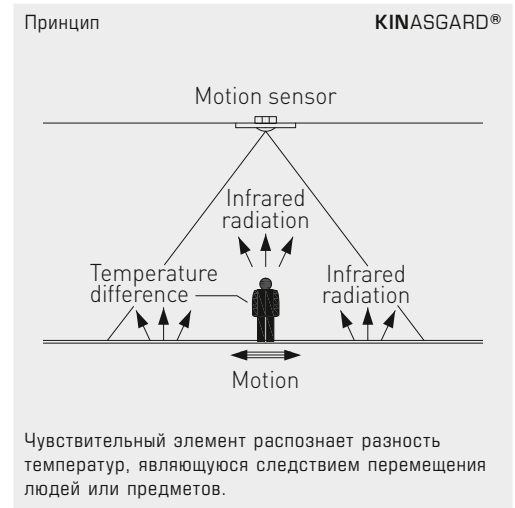 Принцип
KINASGARD®
Motion sensor
Infrared
radiation
Temperature
difference
Infrared
radiation
Motion
Чувствительный элемент распознает разность
температур, являющуюся следствием перемещения
людей или предметов.